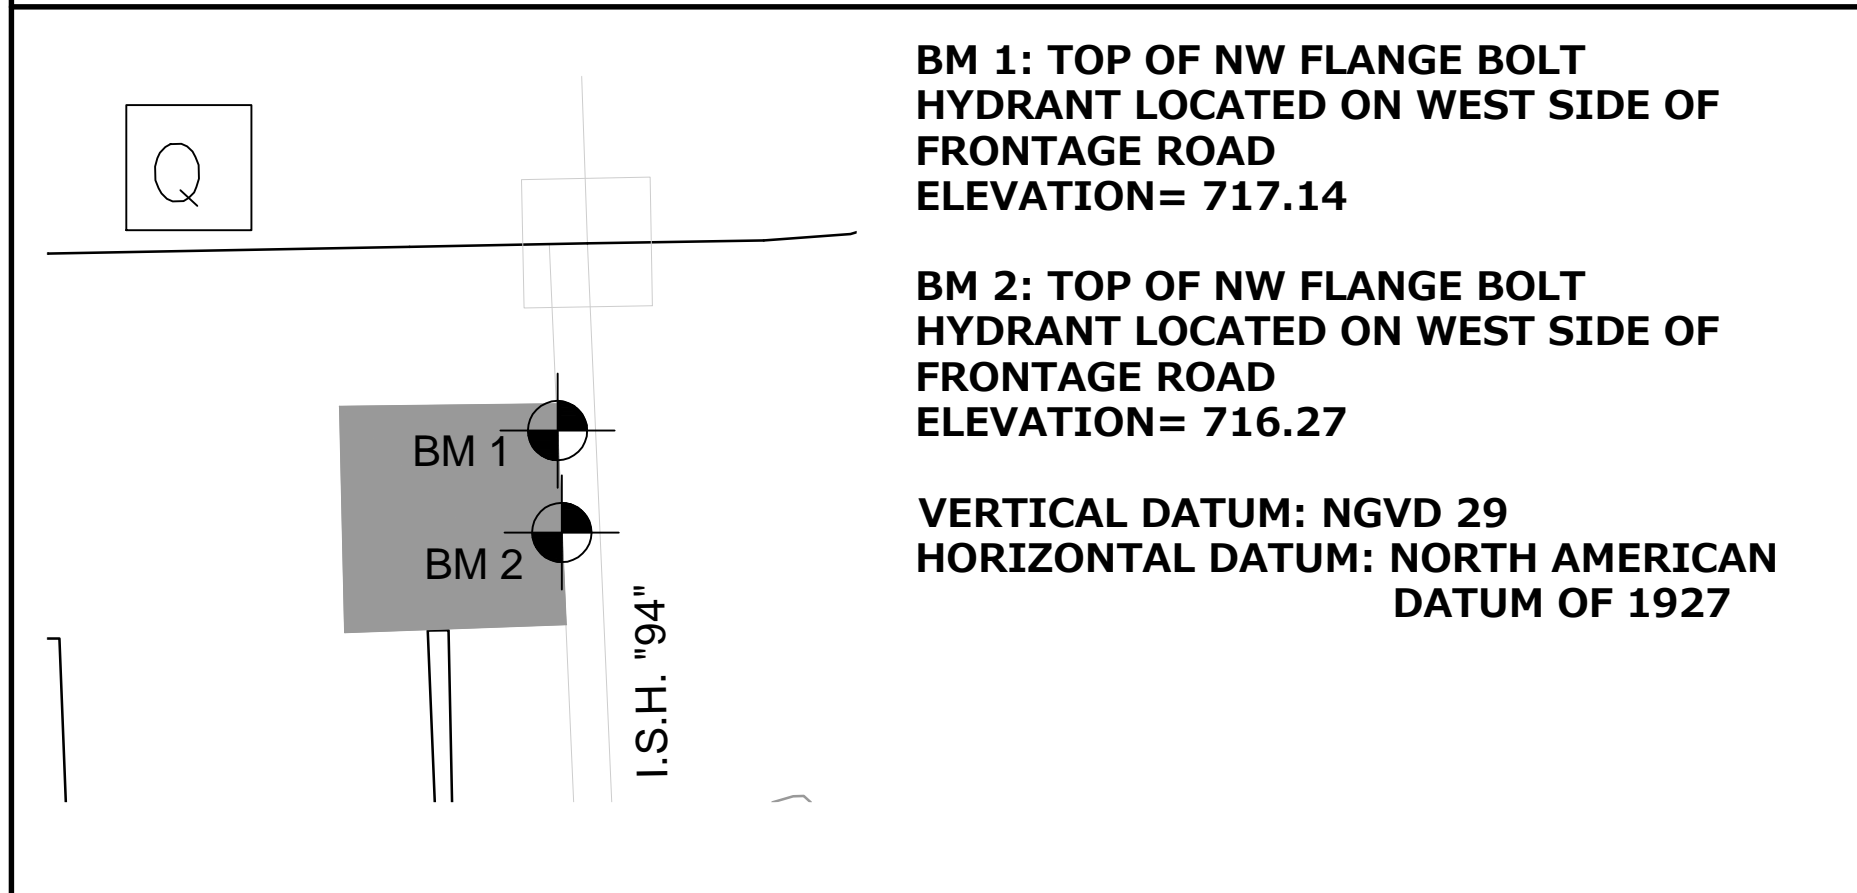 Q
BM 1
BM 2
I.S.H. "94"
BM 1: TOP OF NW FLANGE BOLT
HYDRANT LOCATED ON WEST SIDE OF
FRONTAGE ROAD
ELEVATION= 717.14
BM 2: TOP OF NW FLANGE BOLT
HYDRANT LOCATED ON WEST SIDE OF
FRONTAGE ROAD
ELEVATION= 716.27
VERTICAL DATUM: NGVD 29
HORIZONTAL DATUM: NORTH AMERICAN
DATUM OF 1927